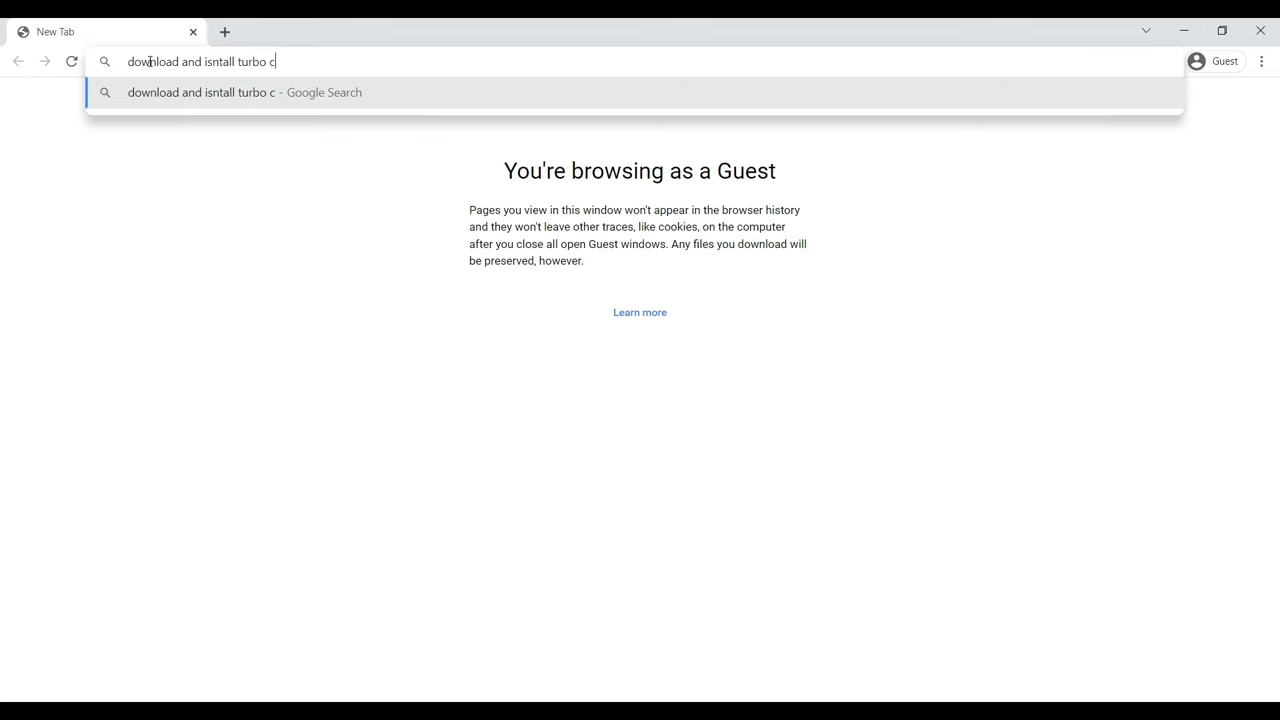 New Tab
download and isntall turbo c
Guest
download and isntall turbo c - Google Search
You're browsing as a Guest
Pages you view in this window won't appear in the browser history
and they won't leave other traces, like cookies, on the computer
after you close all open Guest windows. Any files you download will
be preserved, however.
Learn more